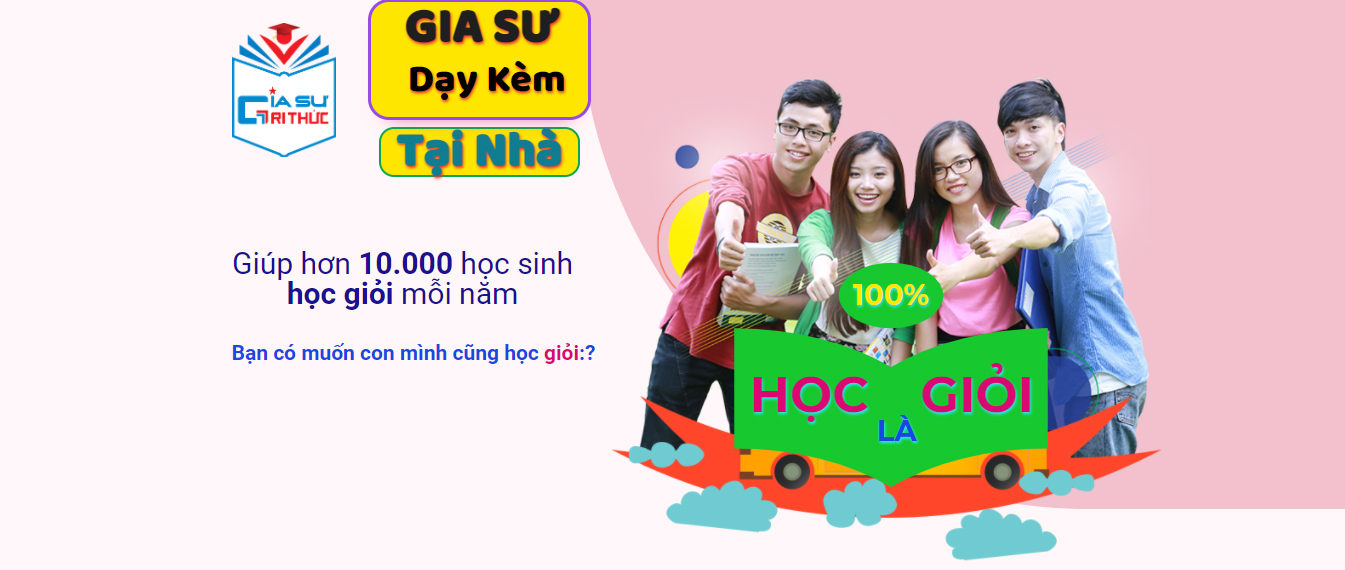 GIA SƯ
TRI THỨC
GIA SƯ
Dạy Kèm
Tại Nhà
Giúp hơn 10.000 học sinh
học giỏi mỗi năm
Bạn có muốn con mình cũng học giỏi:?
100%
HỌC GIỎI
LÀ